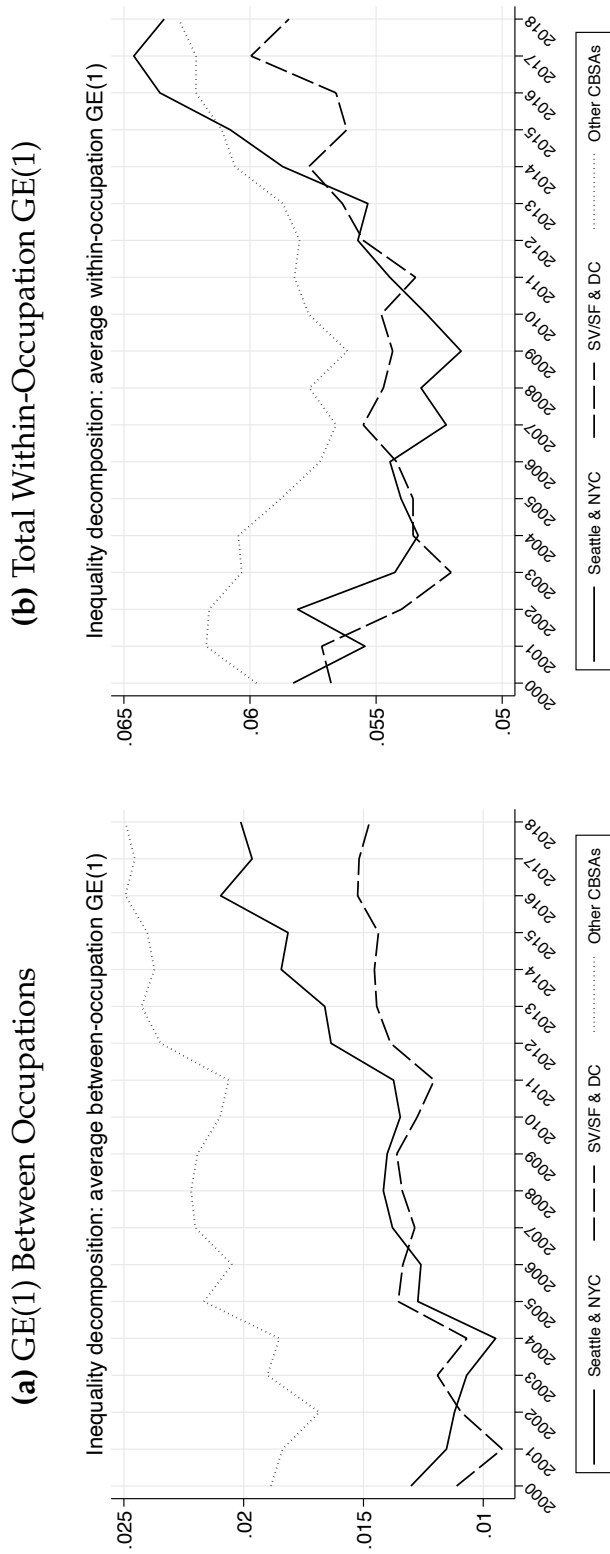 (a) GE(1) Between Occupations
Inequality decomposition: average between-occupation GE(1)
.025
.02
.015
.01
2000 2001 2002 2003 2004 2005 2006 2007 2008 2009 2010 2011 2012 2013 2014 2015 2016 2017 2018
Seattle & NYC SV/SF & DC Other CBSAs
(b) Total Within-Occupation GE(1)
Inequality decomposition: average within-occupation GE(1)
.065
.06
.055
.05
2000 2001 2002 2003 2004 2005 2006 2007 2008 2009 2010 2011 2012 2013 2014 2015 2016 2017 2018
Seattle & NYC SV/SF & DC Other CBSAs